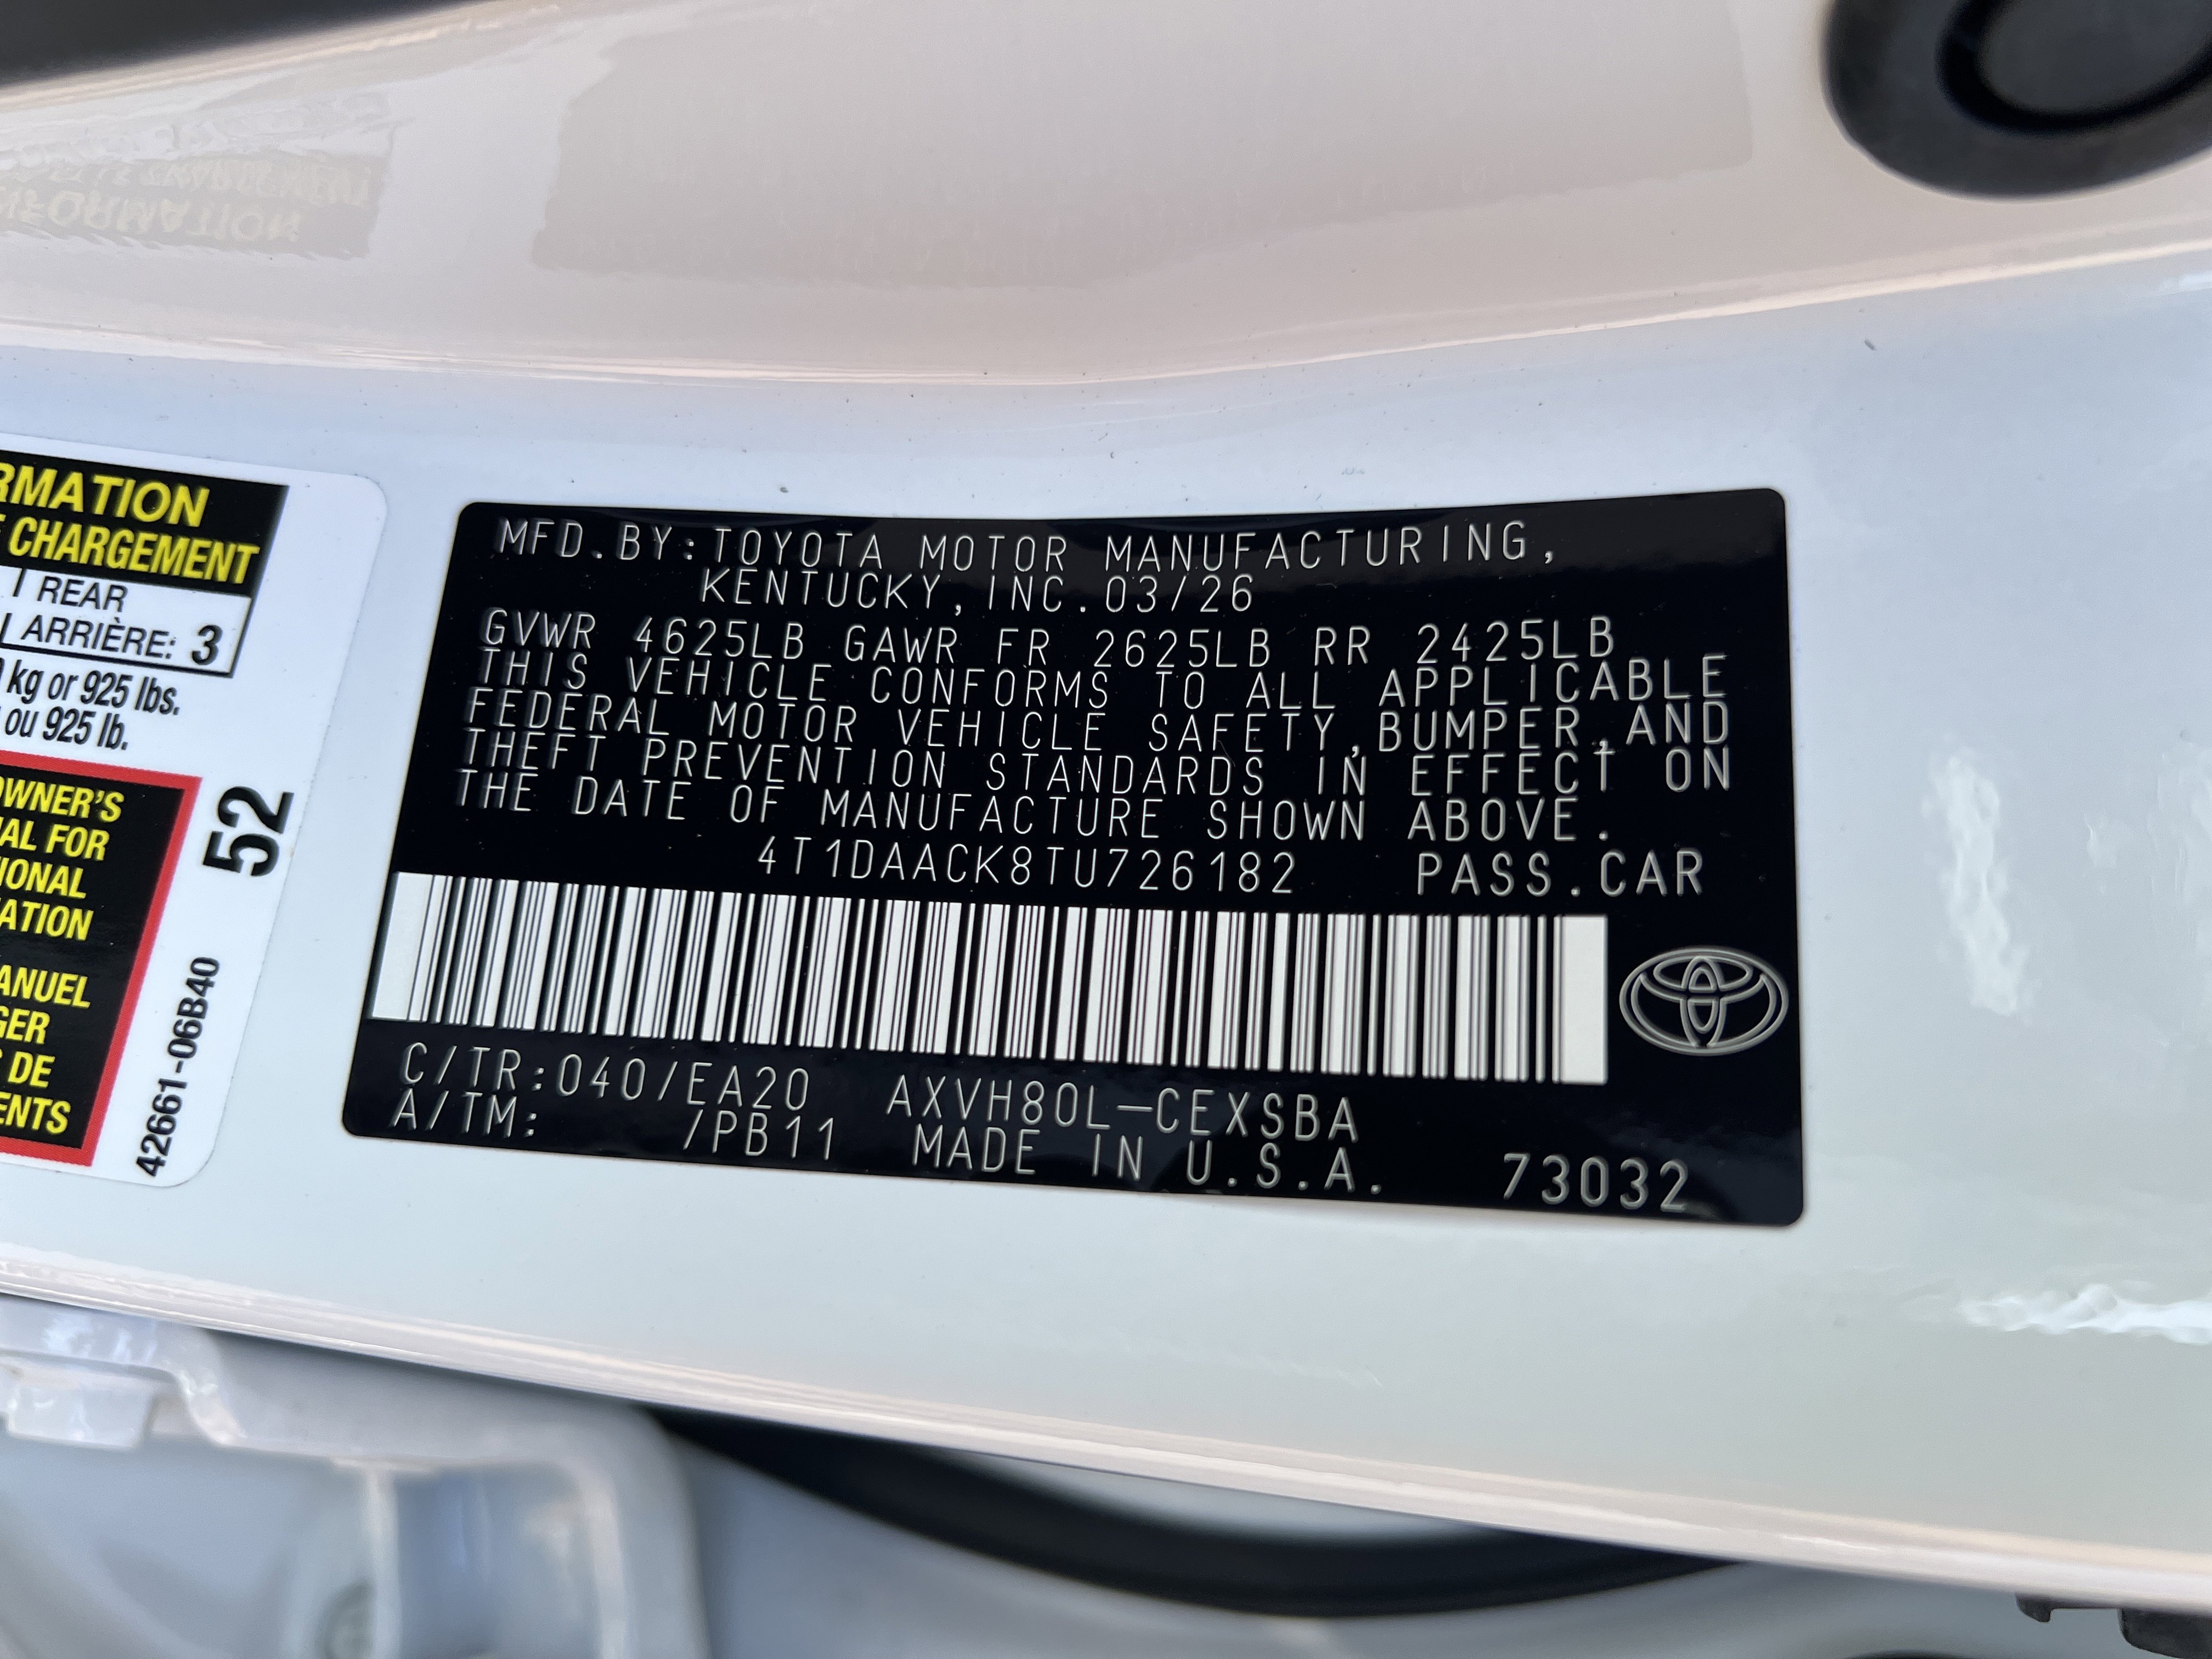 RMATION
CHARGEMENT
REAR
ARRIÈRE: 3
kg or 925 lbs.
ou 925 lb.
OWNER'S
AL FOR
IONAL
ATION
ANUEL
GER
DE
ENTS
52
42661-06B40
MFD.BY:TOYOTA MOTOR MANUFACTURING,
KENTUCKY,INC.03/26
GVWR 4625LB GAWR FR 2625LB RR 2425LB
THIS VEHICLE CONFORMS TO ALL APPLICABLE
FEDERAL MOTOR VEHICLE SAFETY,BUMPER,AND
THEFT PREVENTION STANDARDS IN EFFECT ON
THE DATE OF MANUFACTURE SHOWN ABOVE.
4T1DAACK8TU726182 PASS.CAR
C/TR:040/EA20 AXVH80L-CEXSBA
A/TM: /PB11 MADE IN U.S.A. 73032